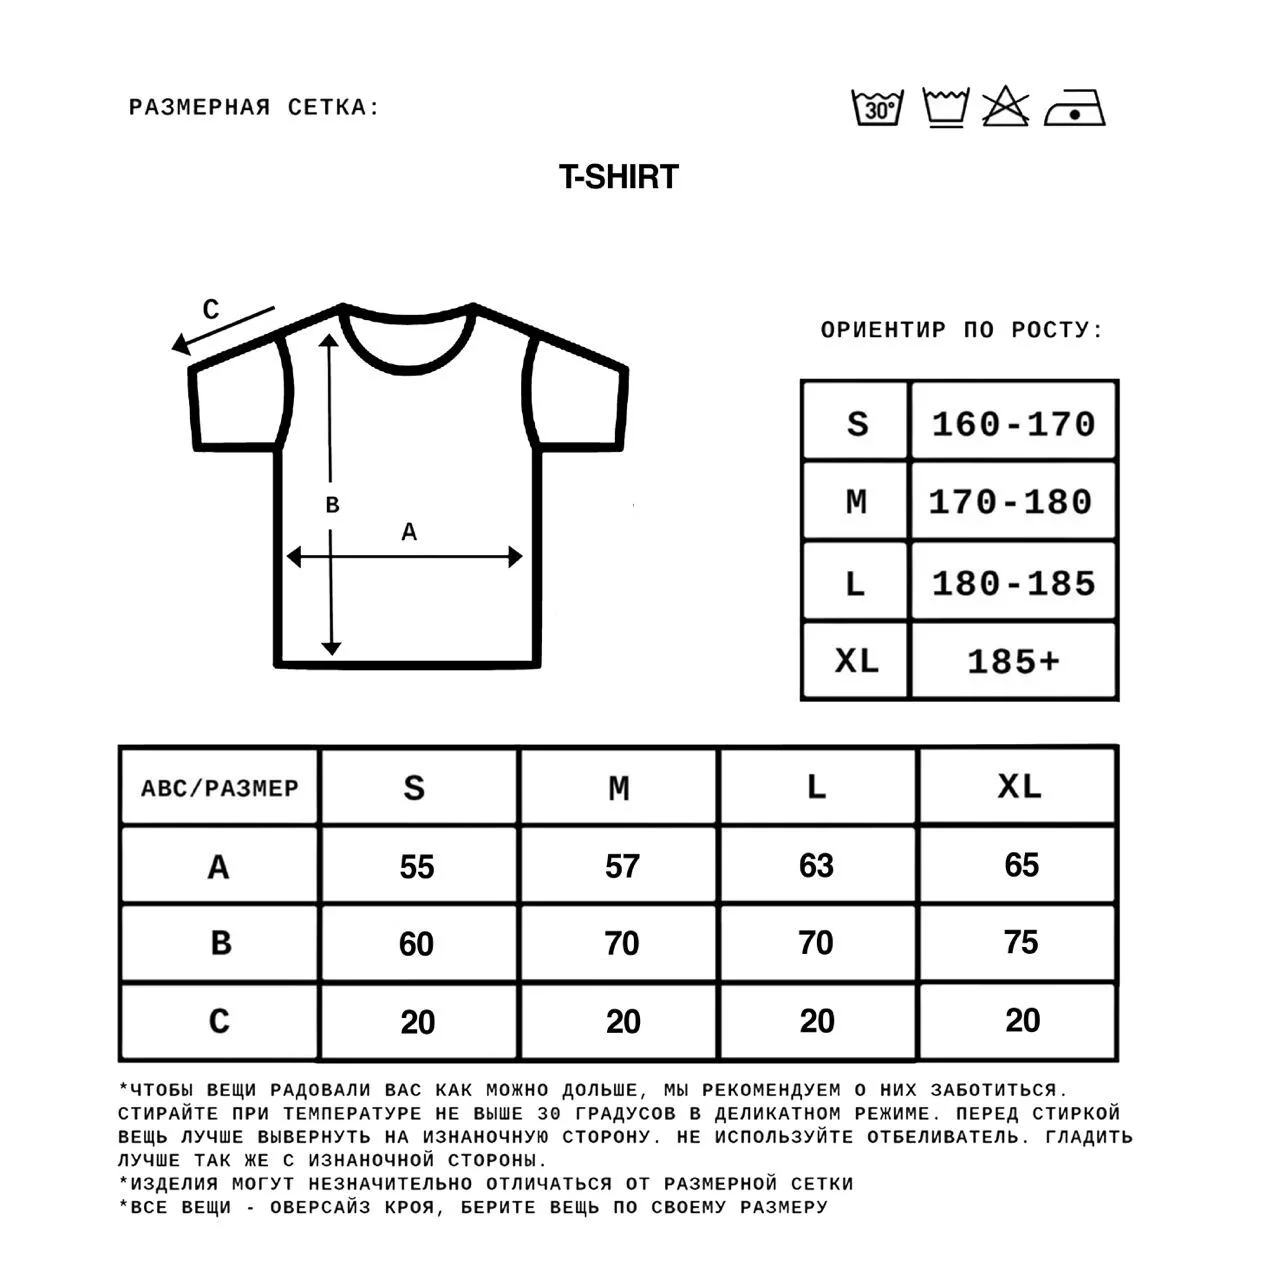 РАЗМЕРНАЯ СЕТКА:
30°
T-SHIRT
C
B
A
ОРИЕНТИР ПО РОСТУ:
S 160-170
M 170-180
L 180-185
XL 185+
ABC/РАЗМЕР S M L XL
A 55 57 63 65
B 60 70 70 75
C 20 20 20 20
*ЧТОБЫ ВЕЩИ РАДОВАЛИ ВАС КАК МОЖНО ДОЛЬШЕ, МЫ РЕКОМЕНДУЕМ О НИХ ЗАБОТИТЬСЯ.
СТИРАЙТЕ ПРИ ТЕМПЕРАТУРЕ НЕ ВЫШЕ 30 ГРАДУСОВ В ДЕЛИКАТНОМ РЕЖИМЕ. ПЕРЕД СТИРКОЙ
ВЕЩЬ ЛУЧШЕ ВЫВЕРНУТЬ НА ИЗНАНОЧНУЮ СТОРОНУ. НЕ ИСПОЛЬЗУЙТЕ ОТБЕЛИВАТЕЛЬ. ГЛАДИТЬ
ЛУЧШЕ ТАК ЖЕ С ИЗНАНОЧНОЙ СТОРОНЫ.
*ИЗДЕЛИЯ МОГУТ НЕЗНАЧИТЕЛЬНО ОТЛИЧАТЬСЯ ОТ РАЗМЕРНОЙ СЕТКИ
*ВСЕ ВЕЩИ - ОВЕРСАЙЗ КРОЯ, БЕРИТЕ ВЕЩЬ ПО СВОЕМУ РАЗМЕРУ